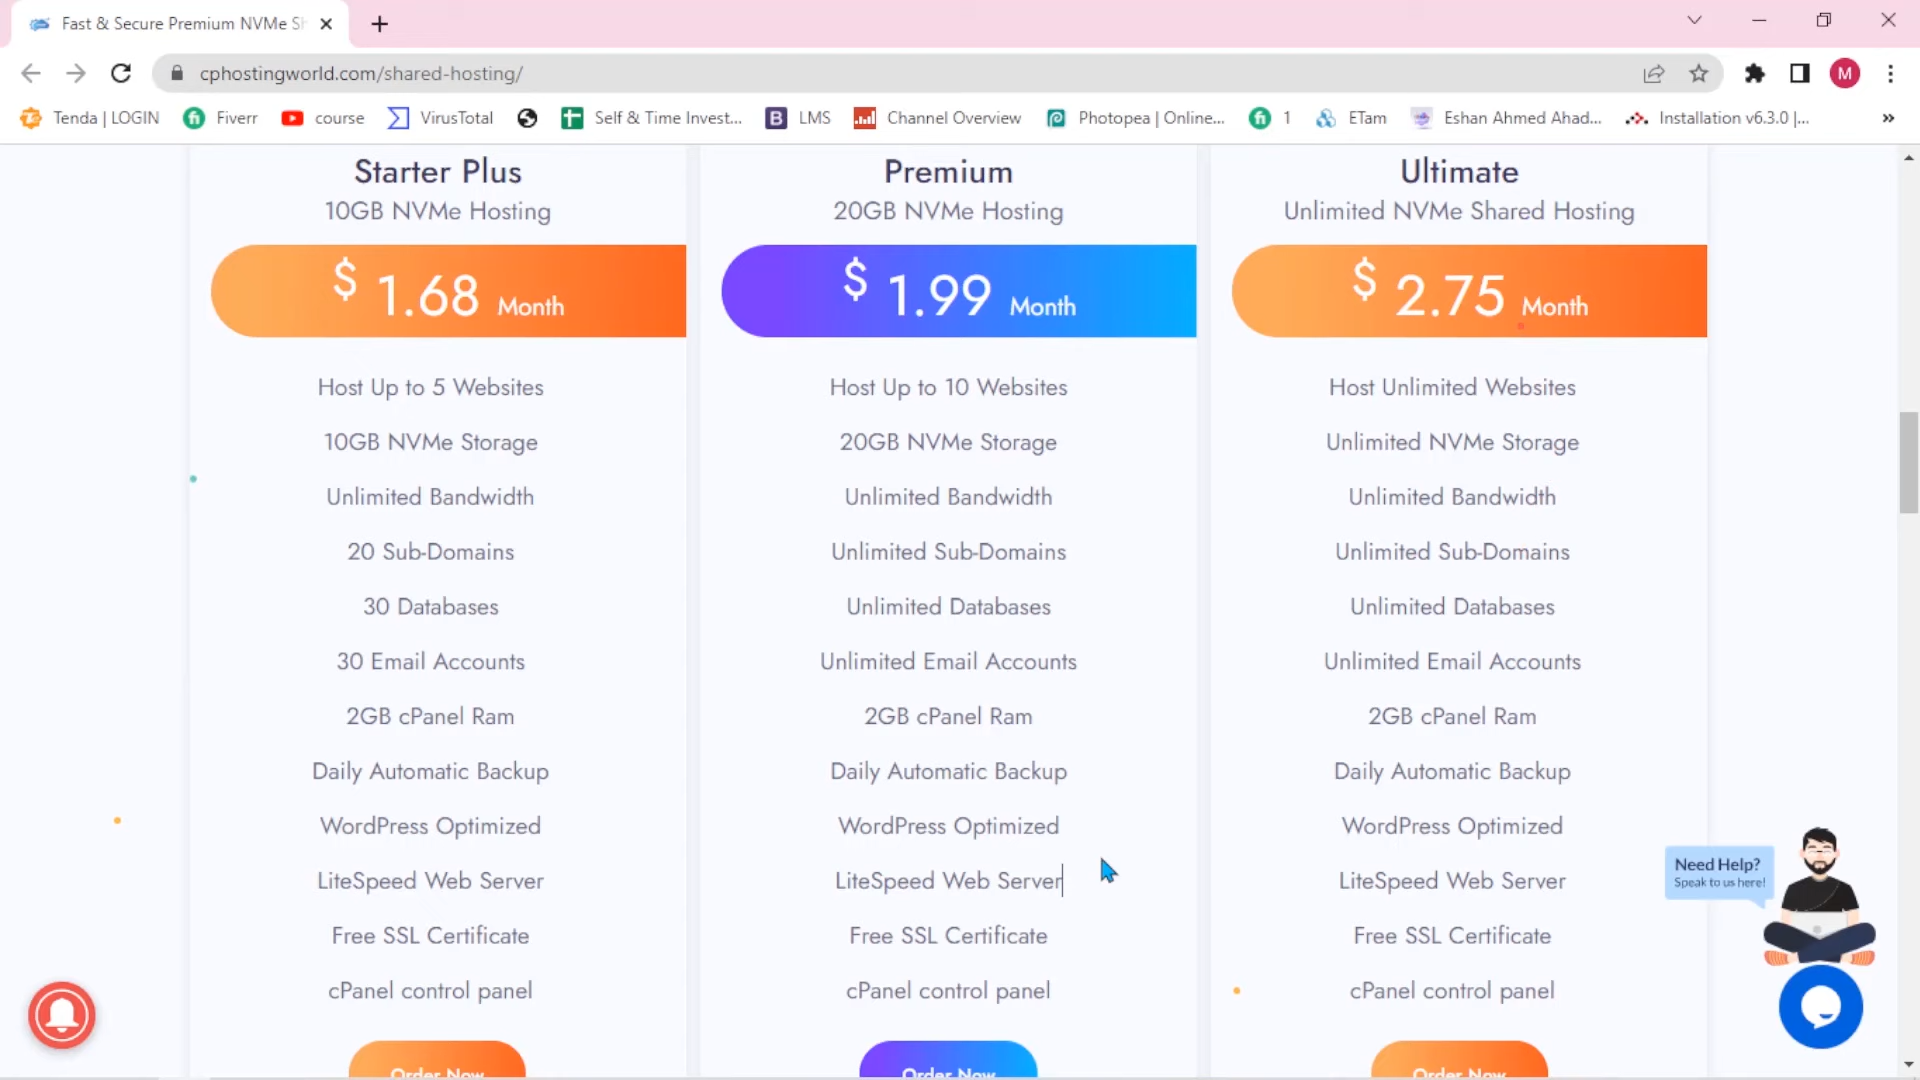 Fast & Secure Premium NVMe Sh
cphostingworld.com/shared-hosting/
M
Tenda | LOGIN
Fiverr
course
VirusTotal
Self & Time Invest...
B LMS
Channel Overview
Photopea | Online...
fi 1
ETam
Eshan Ahmed Ahad...
Installation v6.3.0 |...
»
Starter Plus
10GB NVMe Hosting
$ 1.68 Month
Host Up to 5 Websites
10GB NVMe Storage
Unlimited Bandwidth
20 Sub-Domains
30 Databases
30 Email Accounts
2GB cPanel Ram
Daily Automatic Backup
WordPress Optimized
LiteSpeed Web Server
Free SSL Certificate
cPanel control panel
Order Now
Premium
20GB NVMe Hosting
$ 1.99 Month
Host Up to 10 Websites
20GB NVMe Storage
Unlimited Bandwidth
Unlimited Sub-Domains
Unlimited Databases
Unlimited Email Accounts
2GB cPanel Ram
Daily Automatic Backup
WordPress Optimized
LiteSpeed Web Server
Free SSL Certificate
cPanel control panel
Order Now
Ultimate
Unlimited NVMe Shared Hosting
$ 2.75 Month
Host Unlimited Websites
Unlimited NVMe Storage
Unlimited Bandwidth
Unlimited Sub-Domains
Unlimited Databases
Unlimited Email Accounts
2GB cPanel Ram
Daily Automatic Backup
WordPress Optimized
LiteSpeed Web Server
Free SSL Certificate
cPanel control panel
Order Now
Need Help?
Speak to us here!